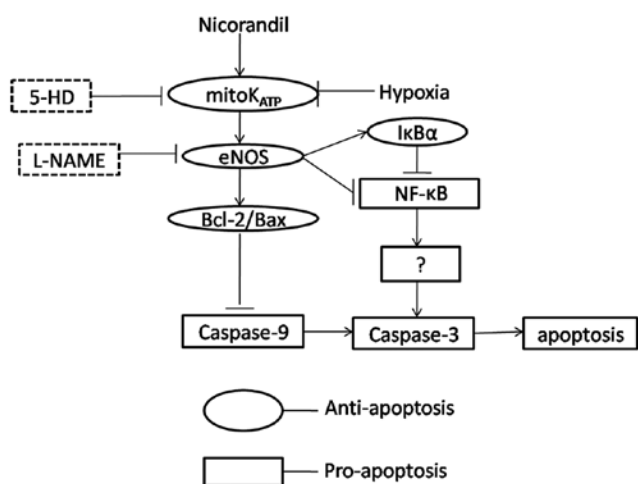 Nicorandil
5-HD
mitoK_ATP
Hypoxia
L-NAME
eNOS
IκBα
NF-κB
Bcl-2/Bax
?
Caspase-9
Caspase-3
apoptosis
Anti-apoptosis
Pro-apoptosis